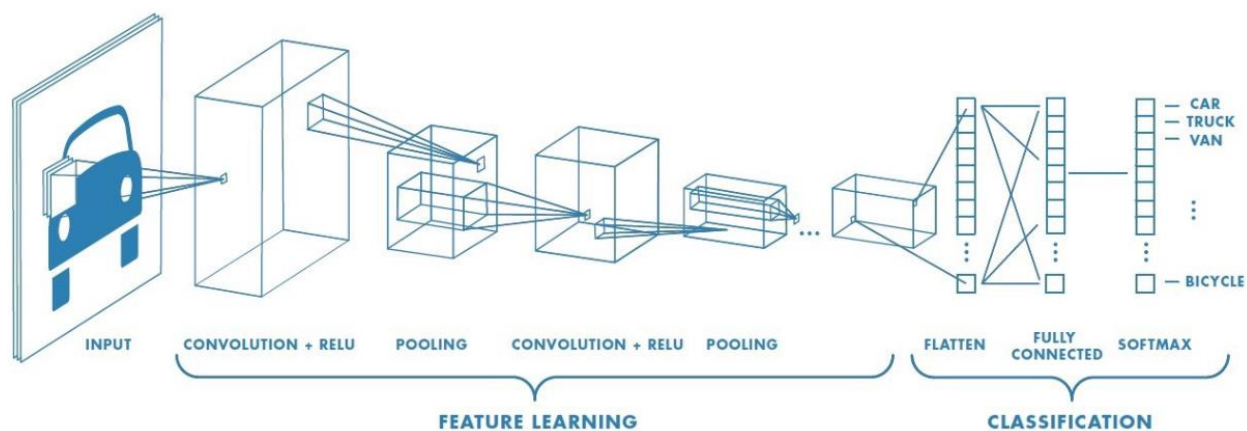 CAR
TRUCK
VAN
BICYCLE
INPUT
CONVOLUTION + RELU
POOLING
CONVOLUTION + RELU
POOLING
FLATTEN
FULLY
CONNECTED
SOFTMAX
FEATURE LEARNING
CLASSIFICATION